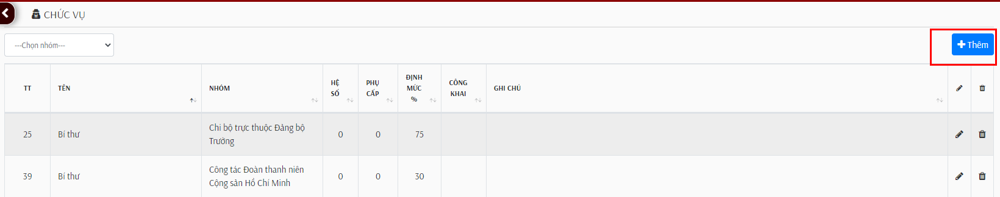 CHỨC VỤ
---Chọn nhóm---
Thêm
TT TÊN NHÓM HỆ SỐ PHỤ CẤP ĐỊNH MỨC % CÔNG KHAI GHI CHÚ
25 Bí thư Chi bộ trực thuộc Đảng bộ Trường 0 0 75
39 Bí thư Công tác Đoàn thanh niên Cộng sản Hồ Chí Minh 0 0 30